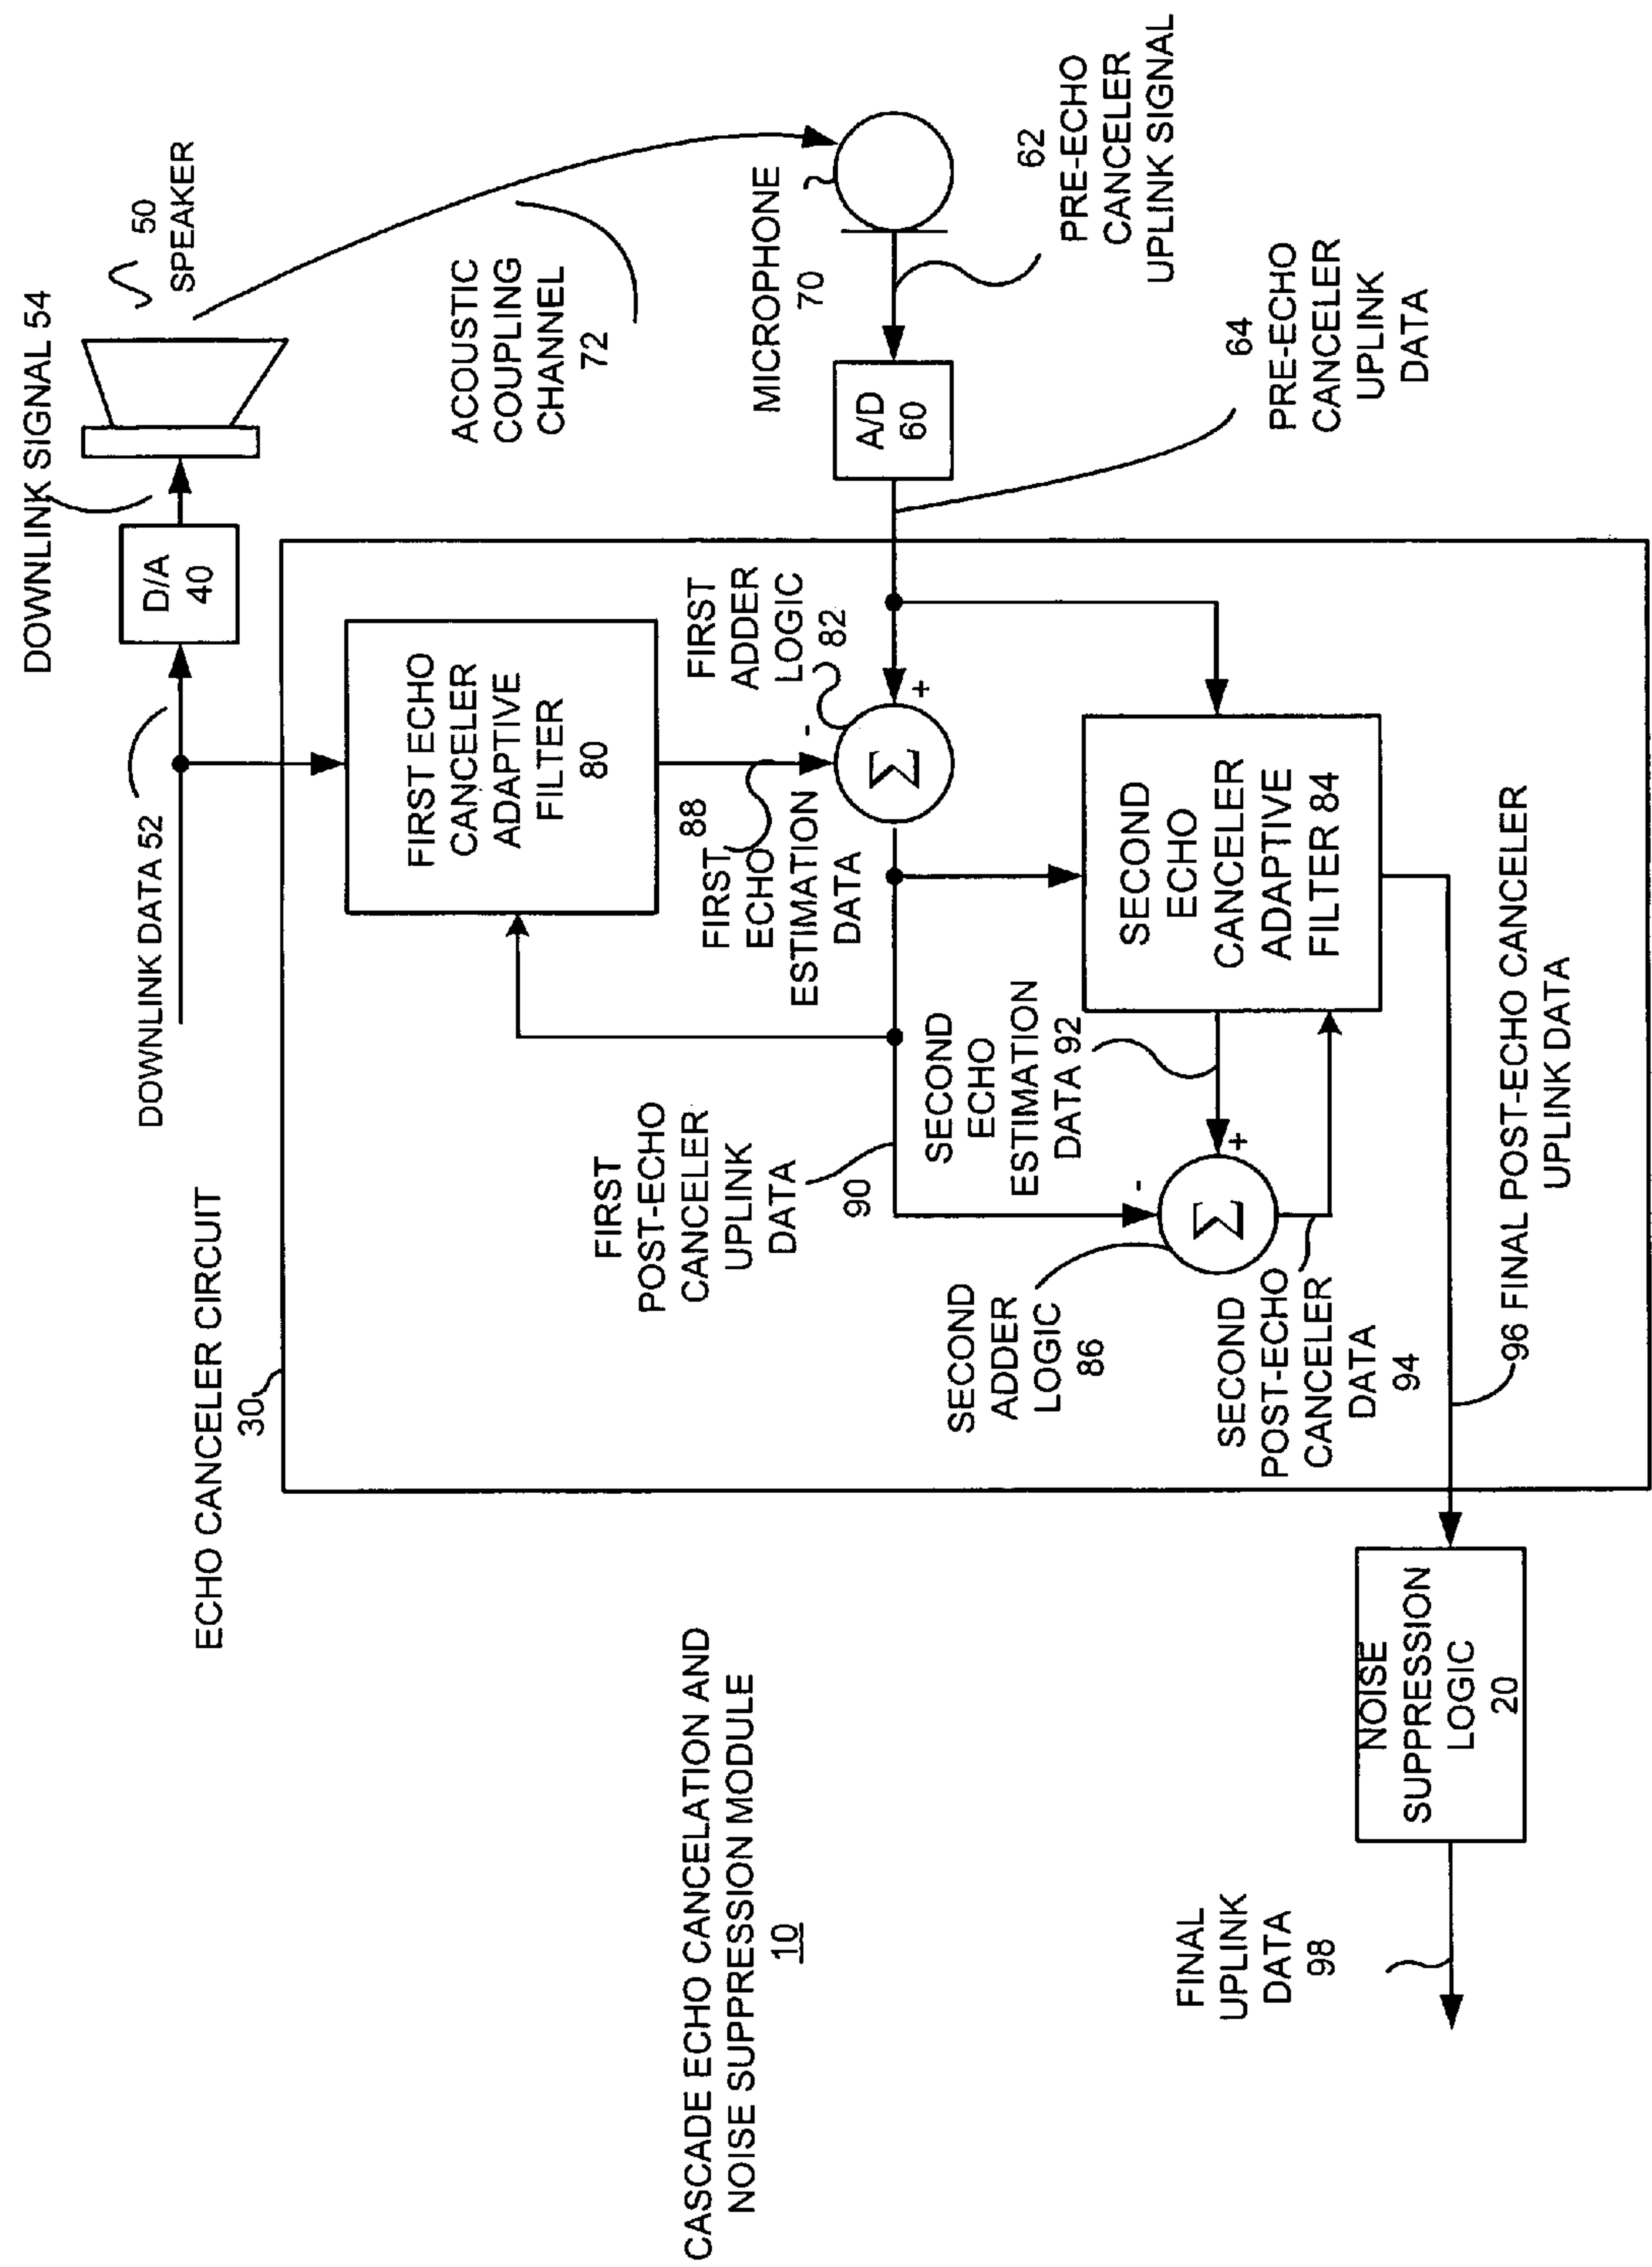 DOWNLINK SIGNAL 54
50
SPEAKER
D/A
40
DOWNLINK DATA 52
ACOUSTIC
COUPLING
CHANNEL
72
MICROPHONE
70
62
PRE-ECHO
CANCELER
UPLINK SIGNAL
A/D
60
64
PRE-ECHO
CANCELER
UPLINK
DATA
ECHO CANCELER CIRCUIT
30
FIRST ECHO
CANCELER
ADAPTIVE
FILTER
80
FIRST
ADDER
LOGIC
82
-
+
Σ
88
FIRST
ECHO
ESTIMATION
DATA
FIRST
POST-ECHO
CANCELER
UPLINK
DATA
90
SECOND
ECHO
CANCELER
ADAPTIVE
FILTER 84
SECOND
ECHO
ESTIMATION
DATA 92
-
+
Σ
SECOND
ADDER
LOGIC
86
SECOND
POST-ECHO
CANCELER
DATA
94
96 FINAL POST-ECHO CANCELER
UPLINK DATA
NOISE
SUPPRESSION
LOGIC
20
FINAL
UPLINK
DATA
98
CASCADE ECHO CANCELATION AND
NOISE SUPPRESSION MODULE
10